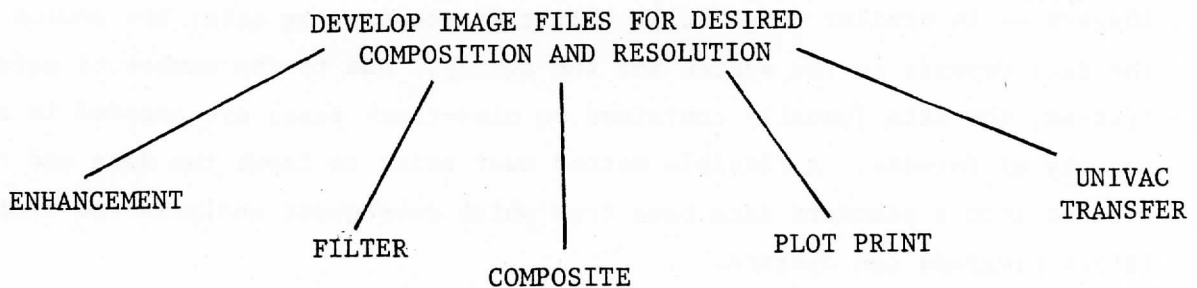 DEVELOP IMAGE FILES FOR DESIRED
COMPOSITION AND RESOLUTION
ENHANCEMENT
FILTER
COMPOSITE
PLOT PRINT
UNIVAC
TRANSFER